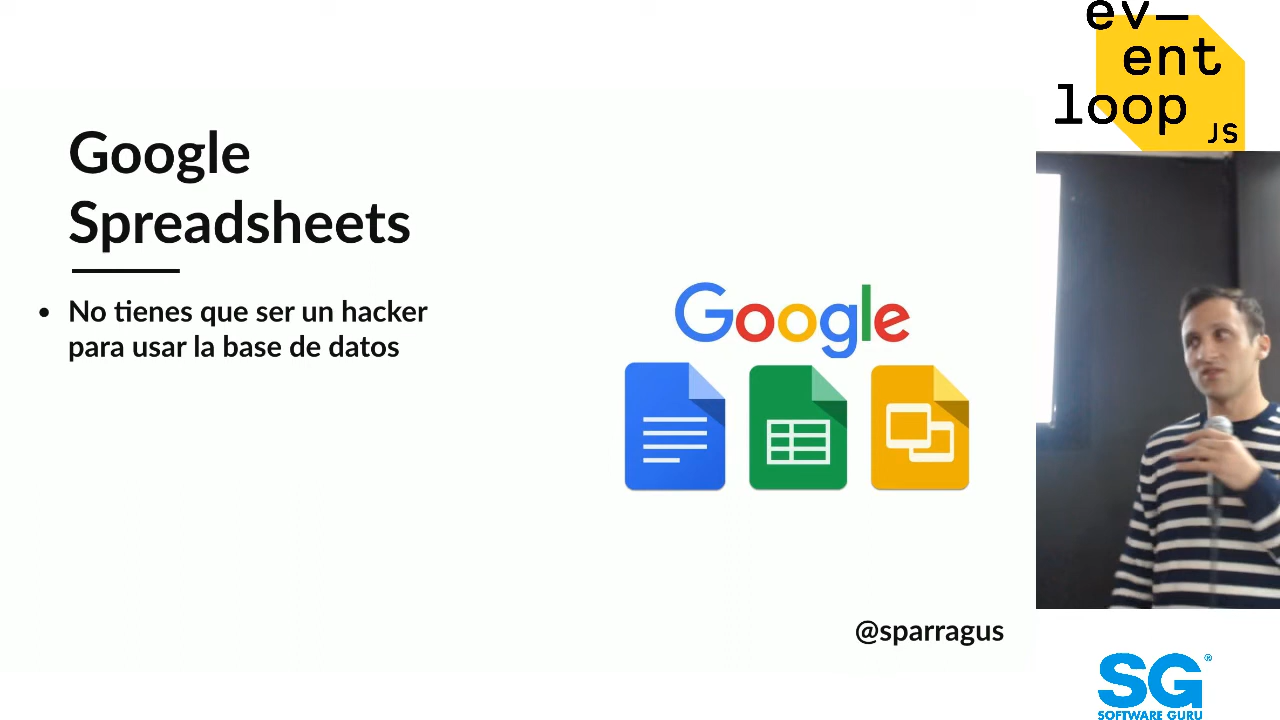 Google
Spreadsheets
• No tienes que ser un hacker
para usar la base de datos
Google
@sparragus
ev—
ent
loop
JS
SG®
SOFTWARE GURU